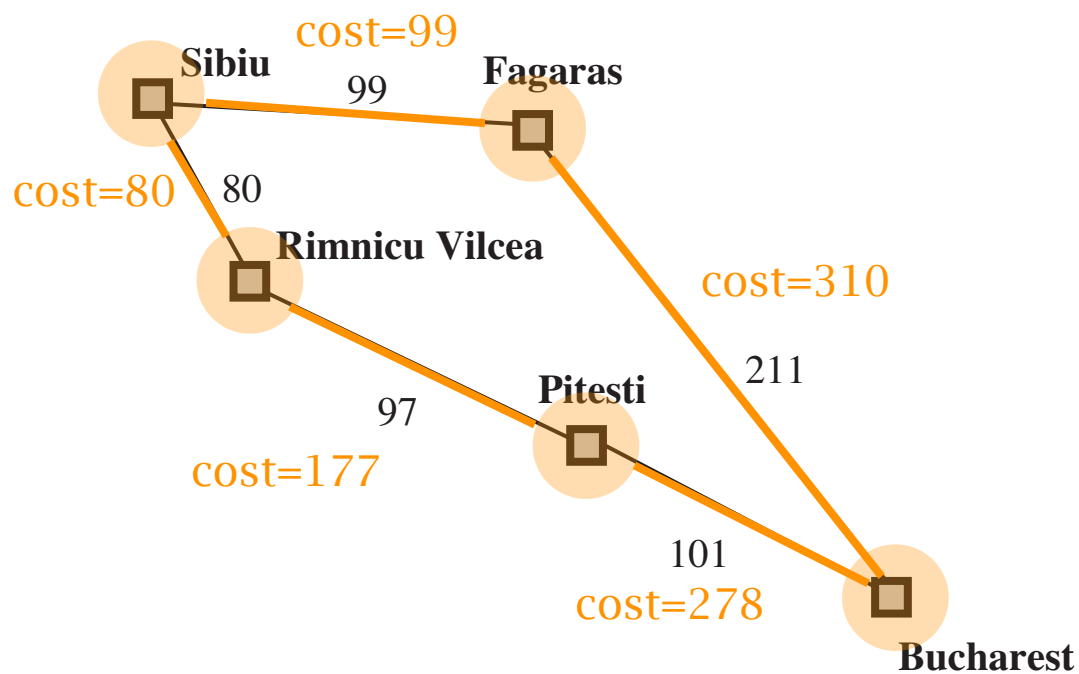 cost=99
Sibiu
Fagaras
99
cost=80
80
Rimnicu Vilcea
cost=310
211
Pitesti
97
cost=177
101
cost=278
Bucharest